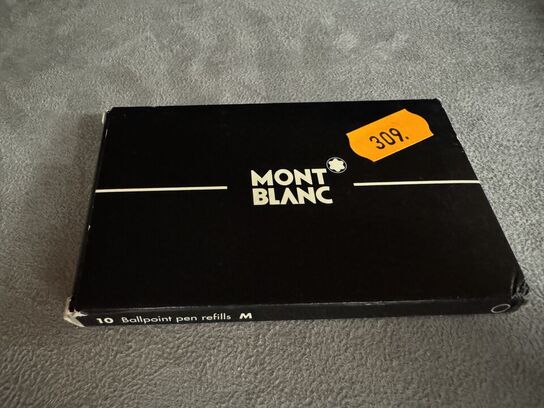 309.
MONT
BLANC
10 Ballpoint pen refills M